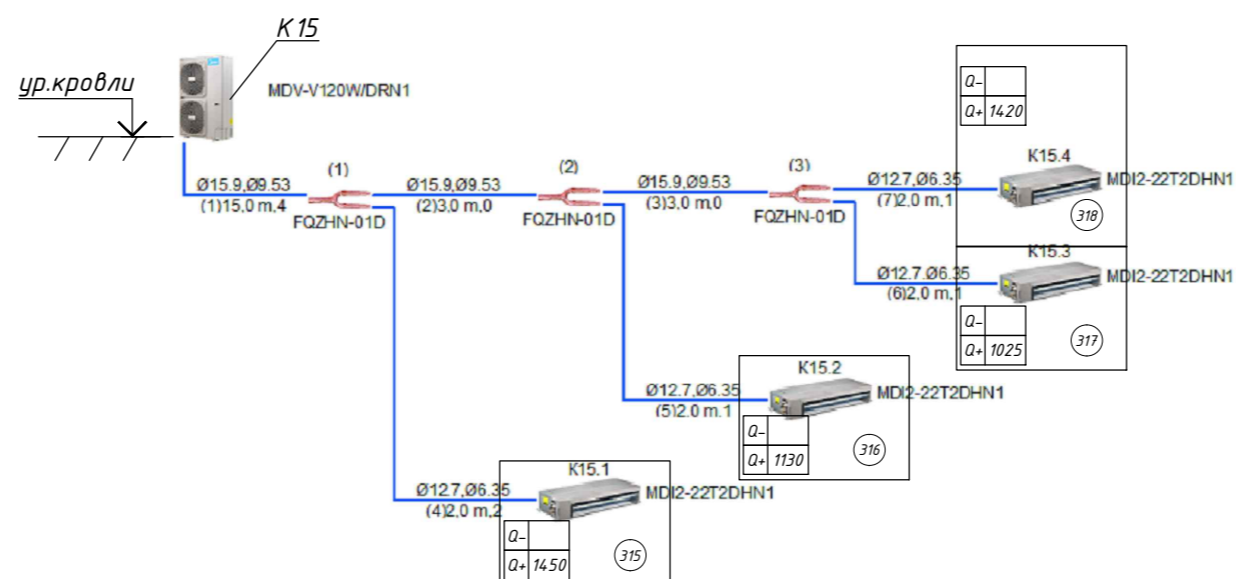 К15
ур.кровли
MDV-V120W/DRN1
Q-
Q+ 1420
(1)
(2)
(3)
К15.4
Ø15.9,Ø9.53
Ø15.9,Ø9.53
Ø15.9,Ø9.53
Ø12.7,Ø6.35
MDI2-22T2DHN1
(1)15,0 m,4
(2)3,0 m,0
(3)3,0 m,0
(7)2,0 m,1
FQZHN-01D
FQZHN-01D
FQZHN-01D
318
К15.3
Ø12.7,Ø6.35
MDI2-22T2DHN1
(6)2,0 m,1
Q-
Q+ 1025
317
К15.2
Ø12.7,Ø6.35
MDI2-22T2DHN1
(5)2,0 m,1
Q-
Q+ 1130
316
К15.1
Ø12.7,Ø6.35
MDI2-22T2DHN1
(4)2,0 m,2
Q-
Q+ 1450
315